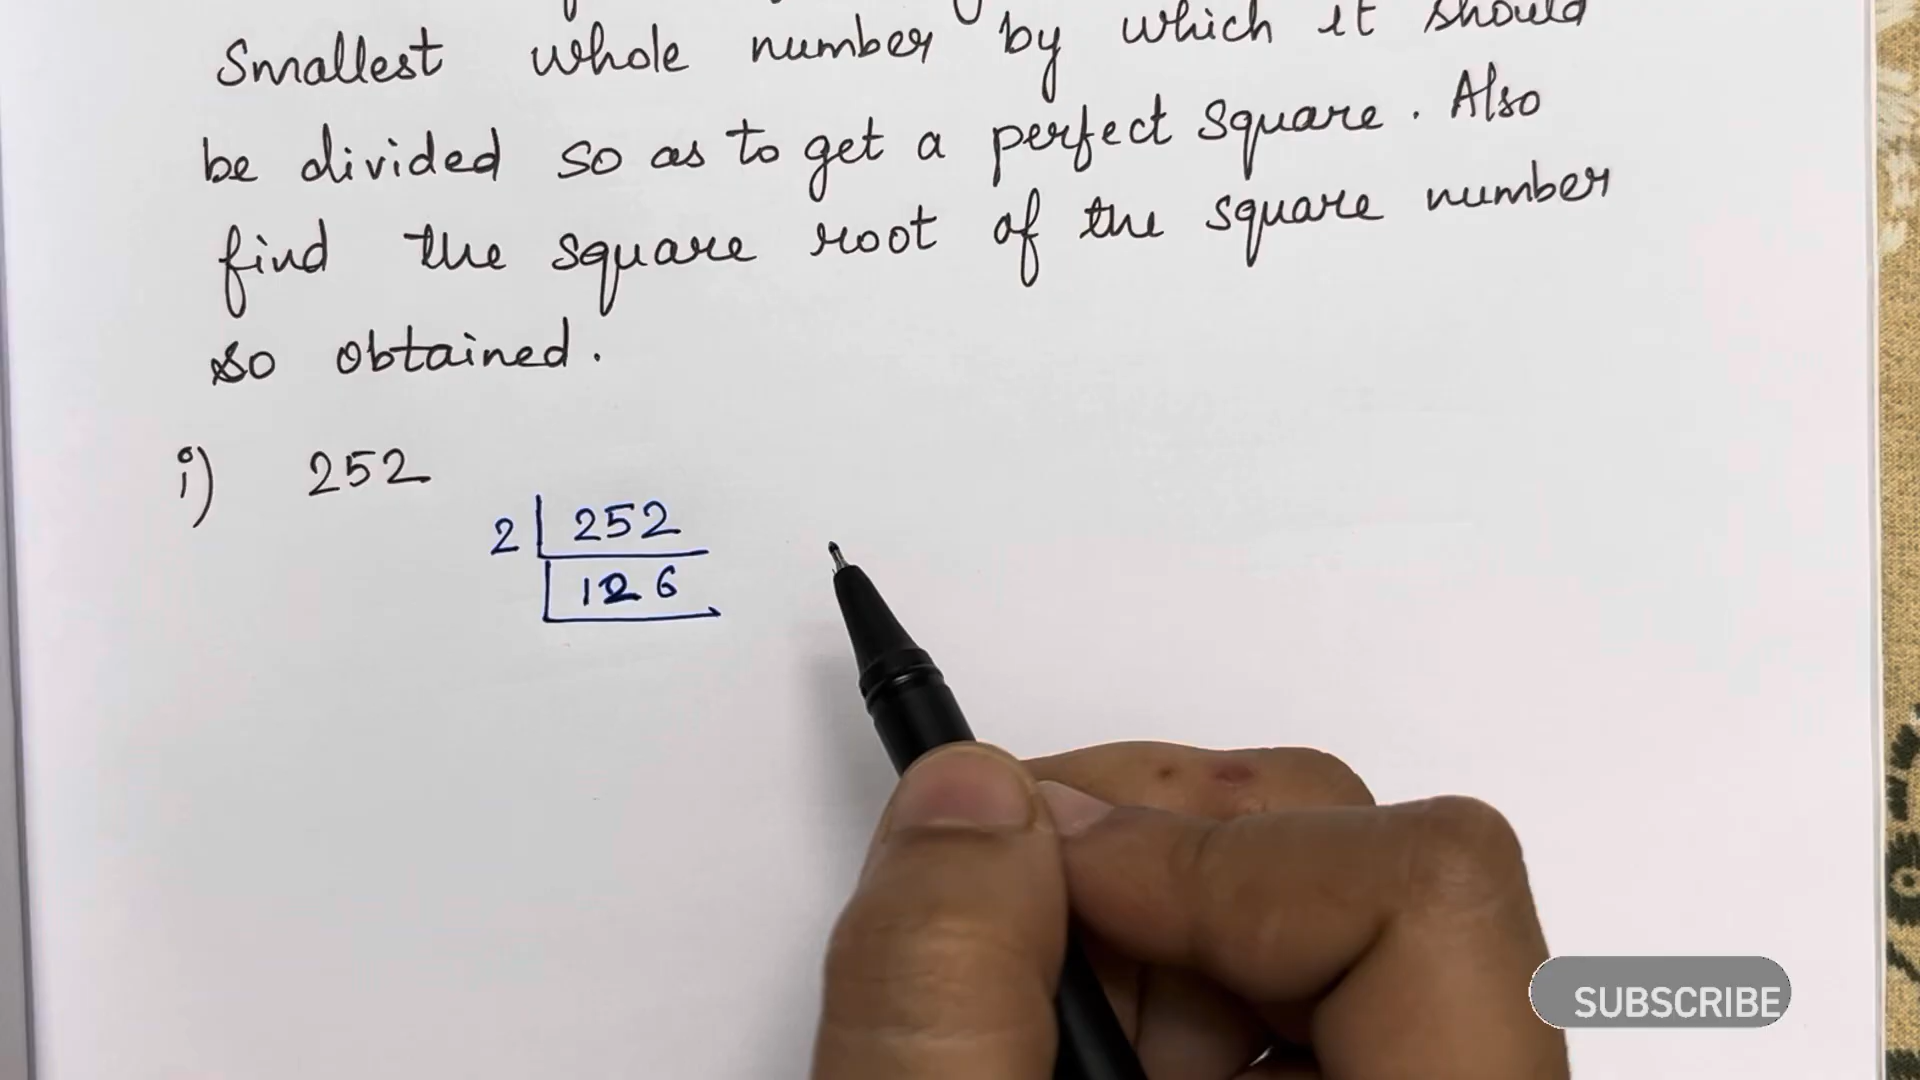 Smallest whole number by which it should
be divided so as to get a perfect square. Also
find the square root of the square number
so obtained.
i) 252
2 252
126
SUBSCRIBE